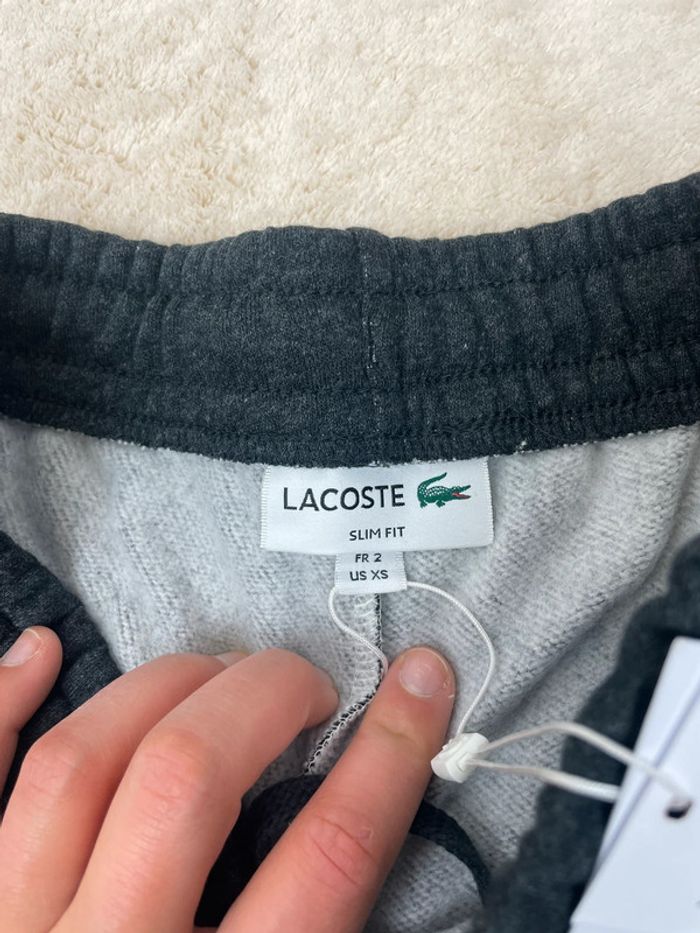 LACOSTE
SLIM FIT
FR 2
US XS